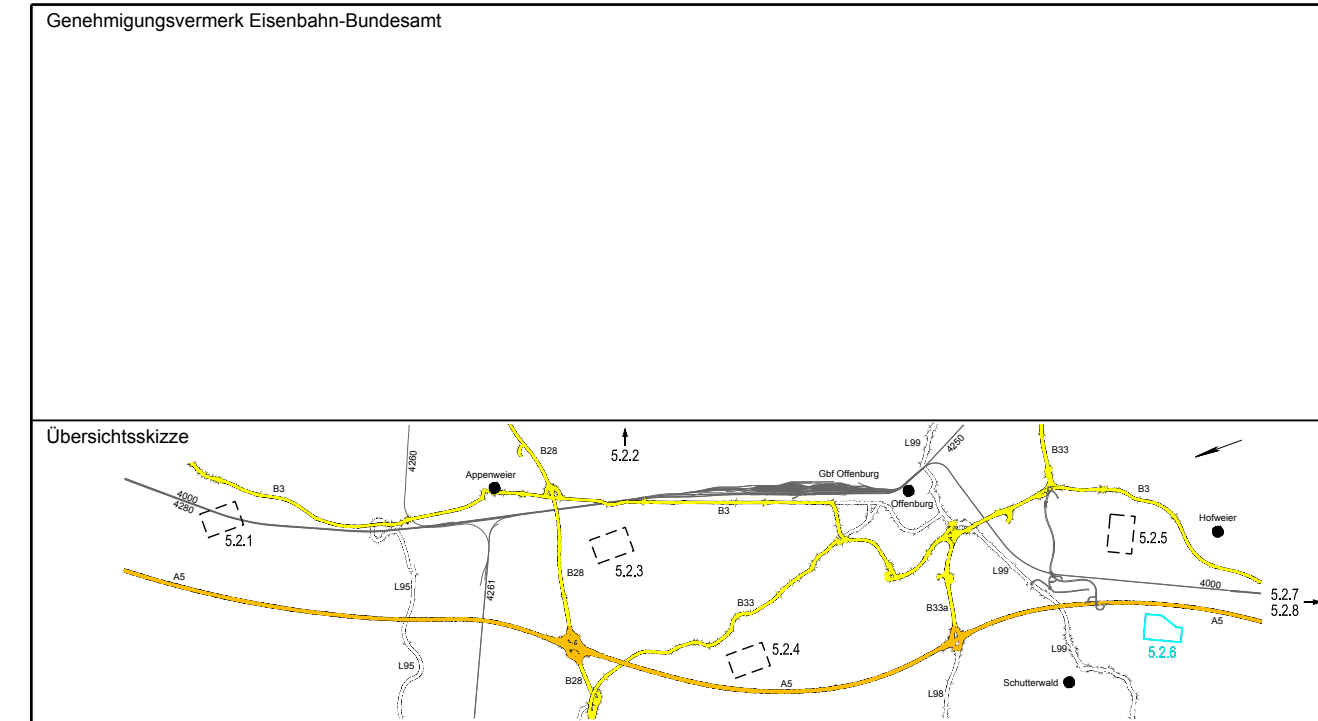 Genehmigungsvermerk Eisenbahn-Bundesamt
Übersichtsskizze
4260
B28
5.2.2
L99
4250
B33
Appenweier
Gbf Offenburg
B3
4000
4280
B3
Offenburg
B3
Hofweier
5.2.1
5.2.3
5.2.5
A5
L95
4261
B28
L99
4000
5.2.7
5.2.8
B33
B33a
A5
5.2.4
L99
5.2.6
L95
B28
A5
L98
Schutterwald